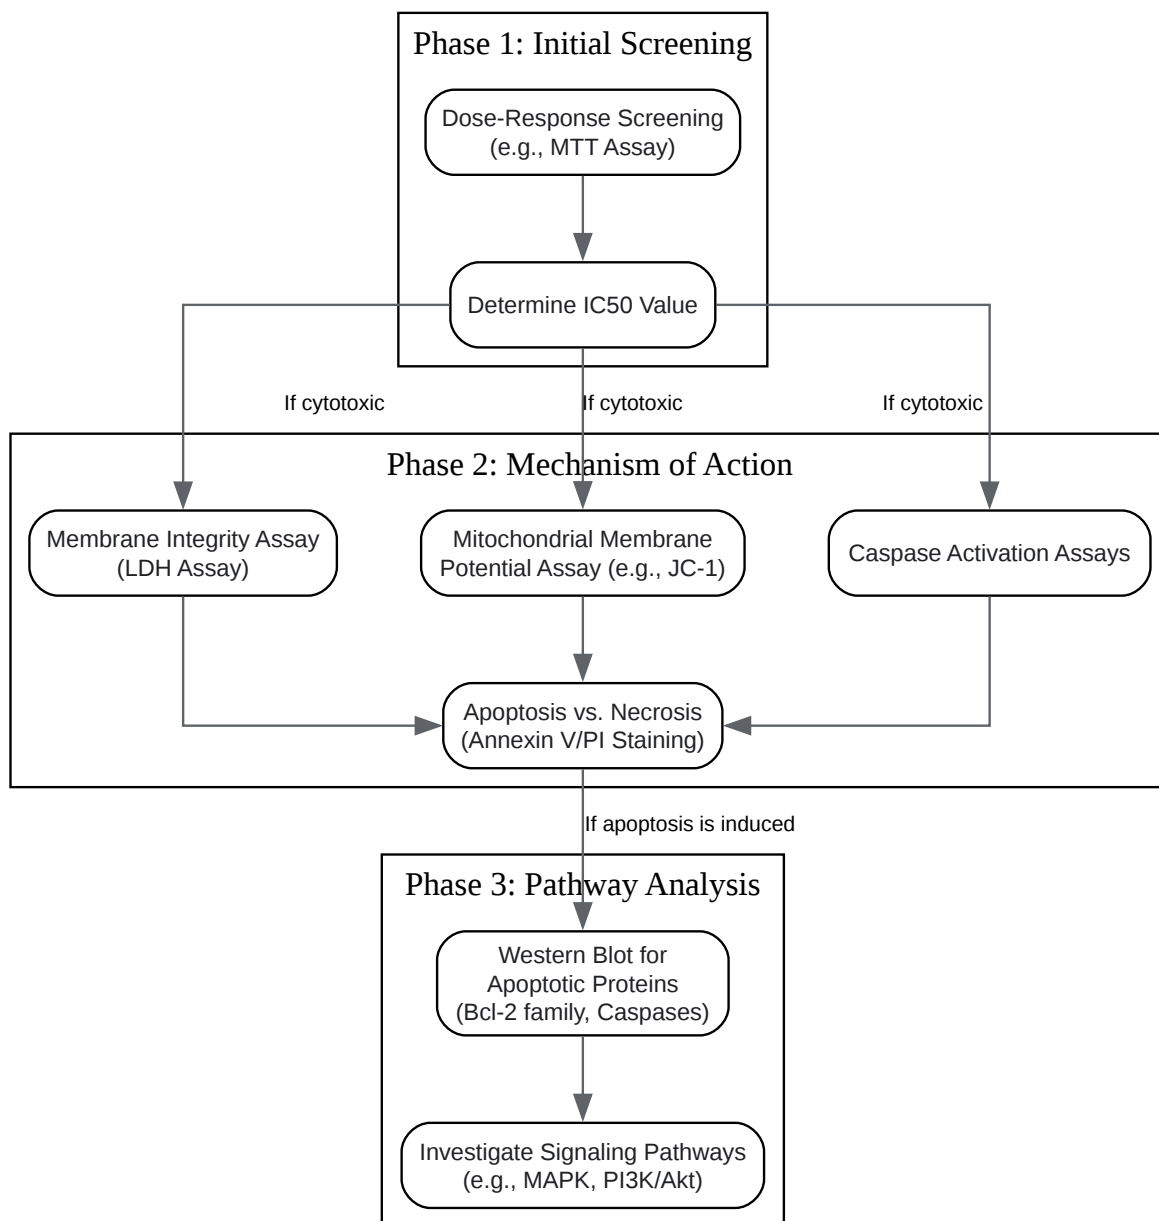 Phase 1: Initial Screening
Dose-Response Screening
(e.g., MTT Assay)
Determine IC50 Value
If cytotoxic
If cytotoxic
If cytotoxic
Phase 2: Mechanism of Action
Membrane Integrity Assay
(LDH Assay)
Mitochondrial Membrane
Potential Assay (e.g., JC-1)
Caspase Activation Assays
Apoptosis vs. Necrosis
(Annexin V/PI Staining)
If apoptosis is induced
Phase 3: Pathway Analysis
Western Blot for
Apoptotic Proteins
(Bcl-2 family, Caspases)
Investigate Signaling Pathways
(e.g., MAPK, PI3K/Akt)